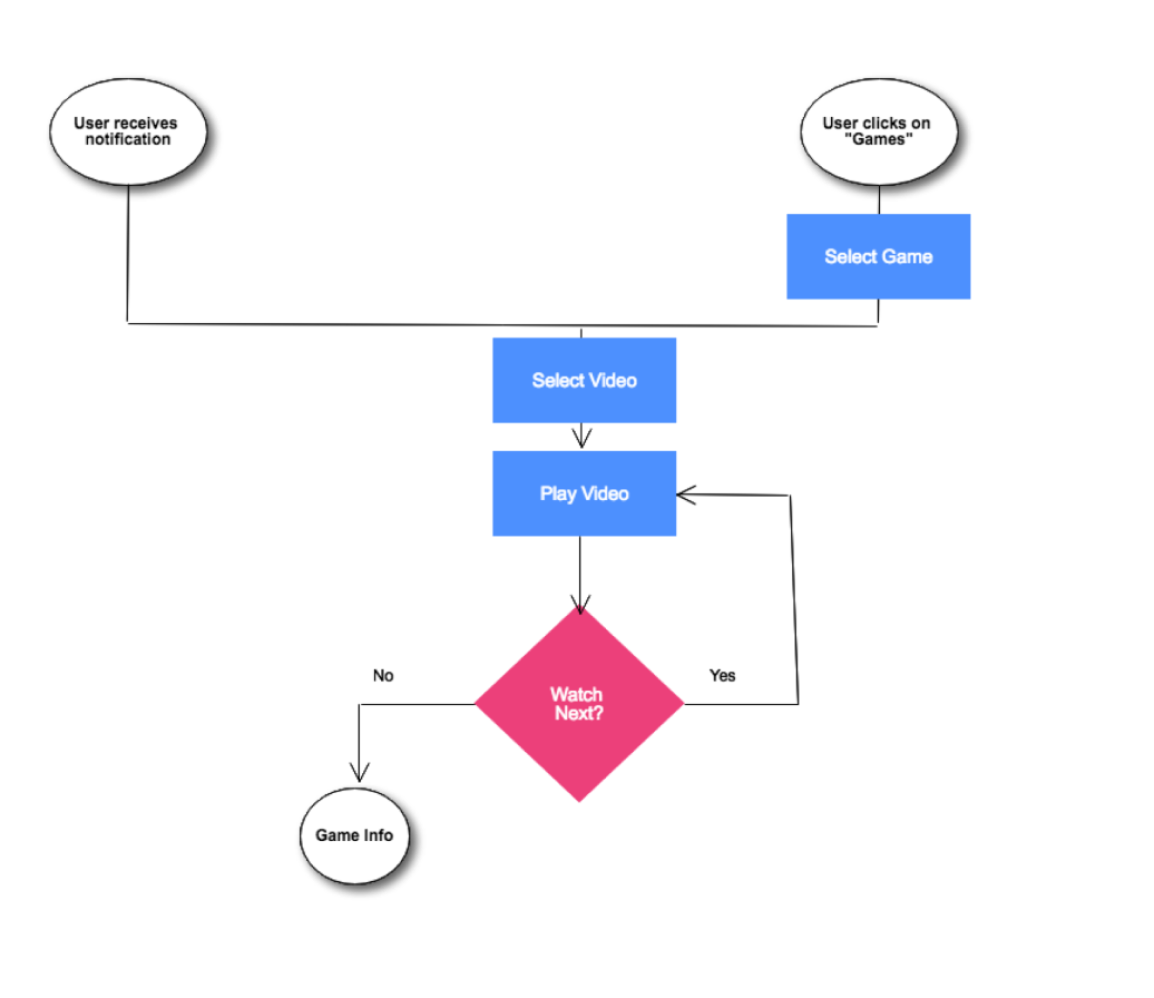 User receives
notification
User clicks on
"Games"
Select Game
Select Video
Play Video
No
Yes
Watch
Next?
Game Info